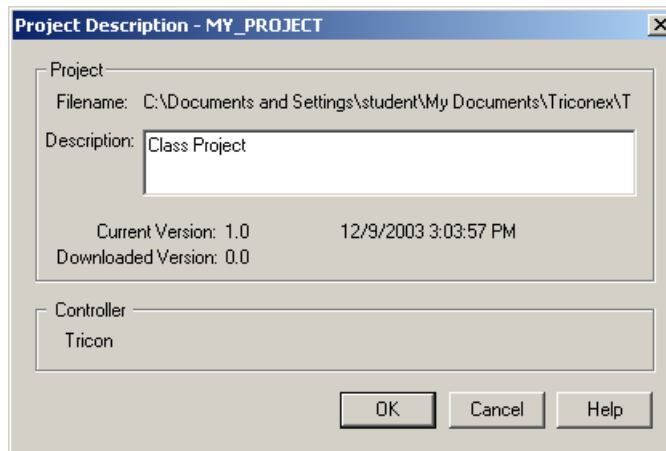 Project Description - MY_PROJECT
Project
Filename: C:\Documents and Settings\student\My Documents\Triconex\T
Description: Class Project
Current Version: 1.0 12/9/2003 3:03:57 PM
Downloaded Version: 0.0
Controller
Tricon
OK Cancel Help